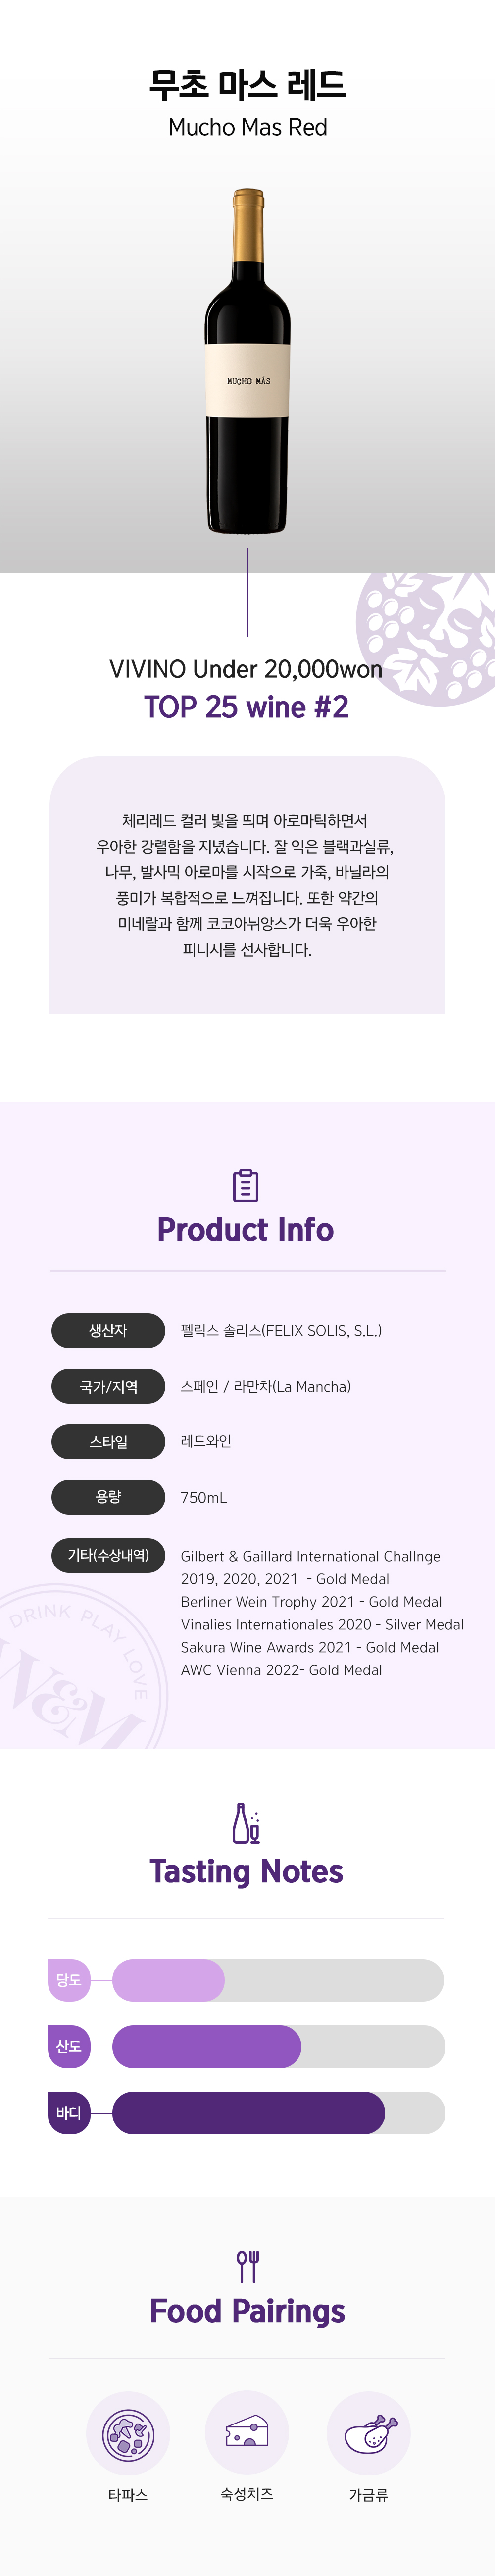 무초 마스 레드
Mucho Mas Red
MUCHO MÁS
VIVINO Under 20,000won
TOP 25 wine #2
체리레드 컬러 빛을 띄며 아로마틱하면서
우아한 강렬함을 지녔습니다. 잘 익은 블랙과실류,
나무, 발사믹 아로마를 시작으로 가죽, 바닐라의
풍미가 복합적으로 느껴집니다. 또한 약간의
미네랄과 함께 코코아뉘앙스가 더욱 우아한
피니시를 선사합니다.
Product Info
생산자 펠릭스 솔리스(FELIX SOLIS, S.L.)
국가/지역 스페인 / 라만차(La Mancha)
스타일 레드와인
용량 750mL
기타(수상내역) Gilbert & Gaillard International Challnge
2019, 2020, 2021 - Gold Medal
Berliner Wein Trophy 2021 - Gold Medal
Vinalies Internationales 2020 - Silver Medal
Sakura Wine Awards 2021 - Gold Medal
AWC Vienna 2022- Gold Medal
DRINK PLAY LOVE
W&M
Tasting Notes
당도
산도
바디
Food Pairings
타파스 숙성치즈 가금류